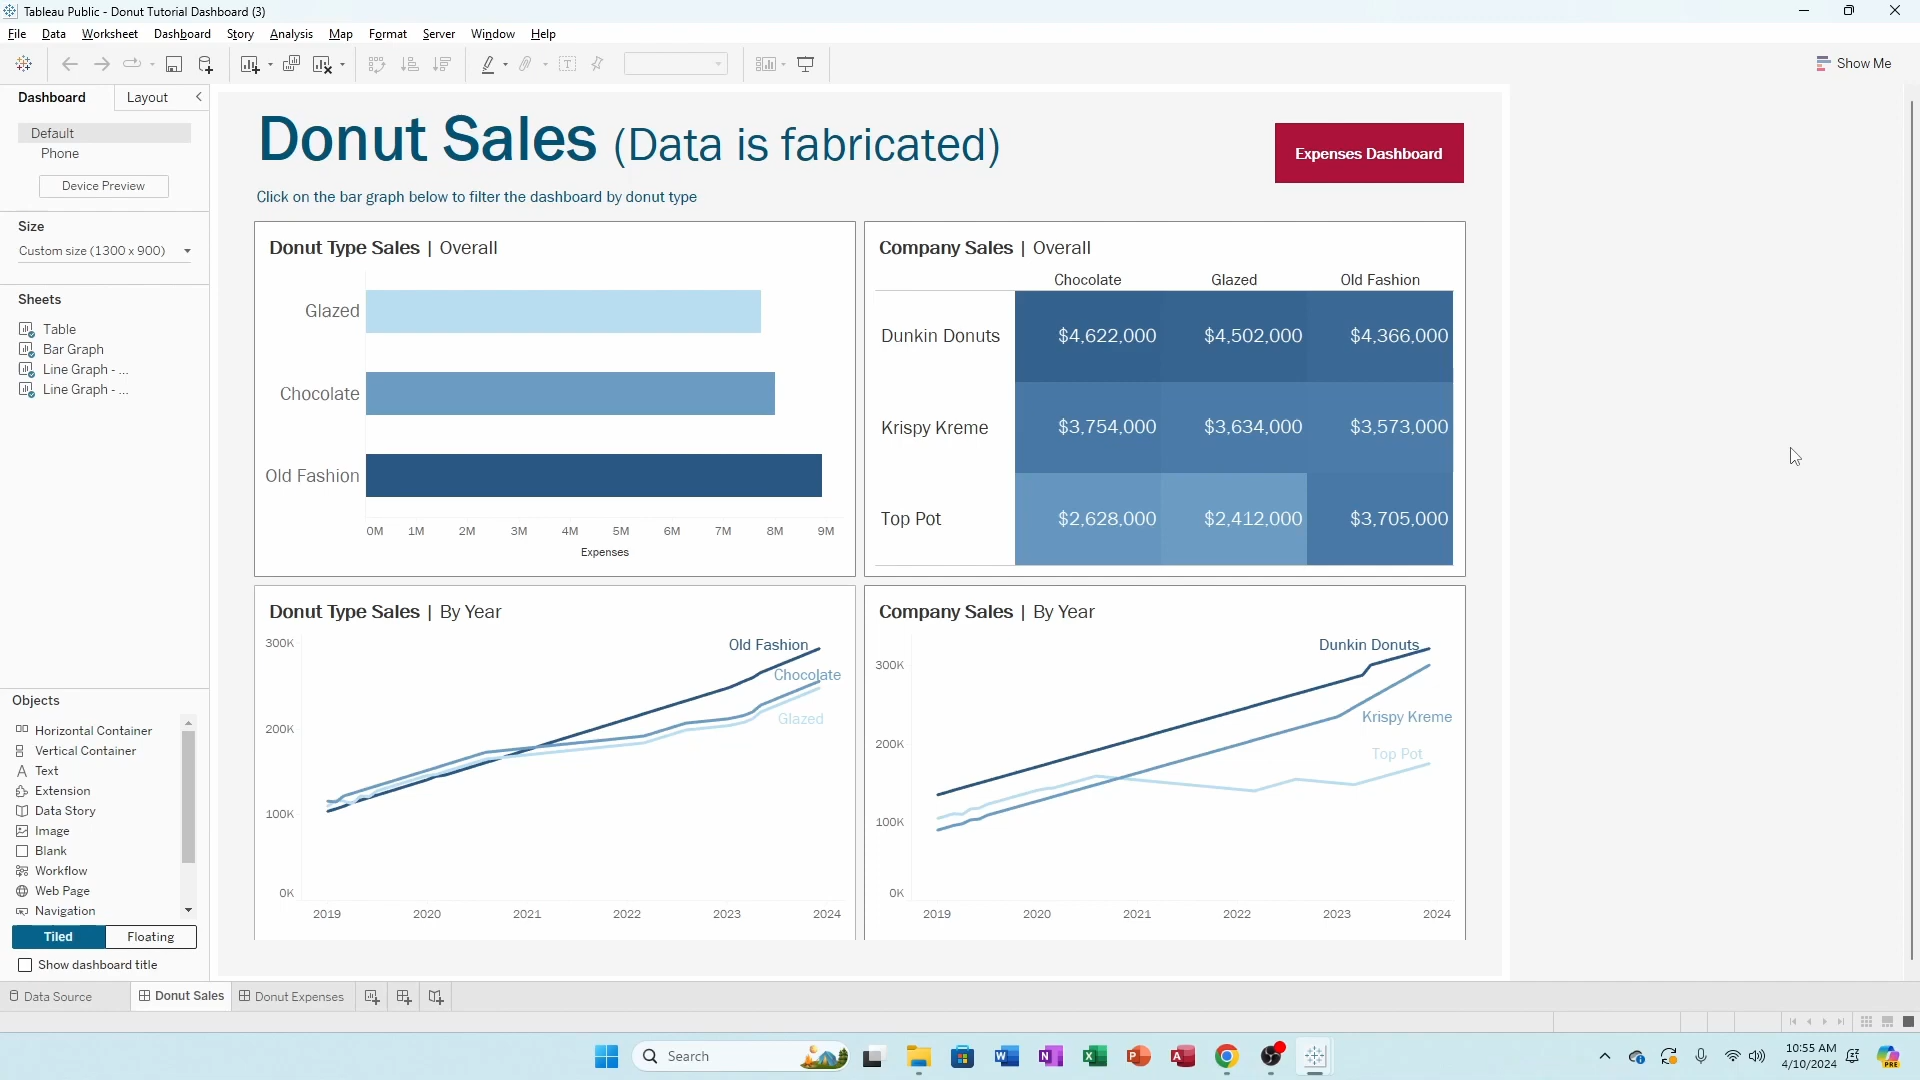 Tableau Public - Donut Tutorial Dashboard (3)
File Data Worksheet Dashboard Story Analysis Map Format Server Window Help
Show Me
Dashboard Layout
Default
Phone
Device Preview
Size
Custom size (1300 x 900)
Sheets
Table
Bar Graph
Line Graph - ...
Line Graph - ...
Objects
Horizontal Container
Vertical Container
Text
Extension
Data Story
Image
Blank
Workflow
Web Page
Navigation
Tiled Floating
Show dashboard title
Donut Sales (Data is fabricated)
Expenses Dashboard
Click on the bar graph below to filter the dashboard by donut type
Donut Type Sales | Overall
Glazed
Chocolate
Old Fashion
0M 1M 2M 3M 4M 5M 6M 7M 8M 9M
Expenses
Company Sales | Overall
Chocolate Glazed Old Fashion
Dunkin Donuts $4,622,000 $4,502,000 $4,366,000
Krispy Kreme $3,754,000 $3,634,000 $3,573,000
Top Pot $2,628,000 $2,412,000 $3,705,000
Donut Type Sales | By Year
300K
200K
100K
0K
Old Fashion
Chocolate
Glazed
2019 2020 2021 2022 2023 2024
Company Sales | By Year
300K
200K
100K
0K
Dunkin Donuts
Krispy Kreme
Top Pot
2019 2020 2021 2022 2023 2024
Data Source Donut Sales Donut Expenses
Search
10:55 AM
4/10/2024
PRE